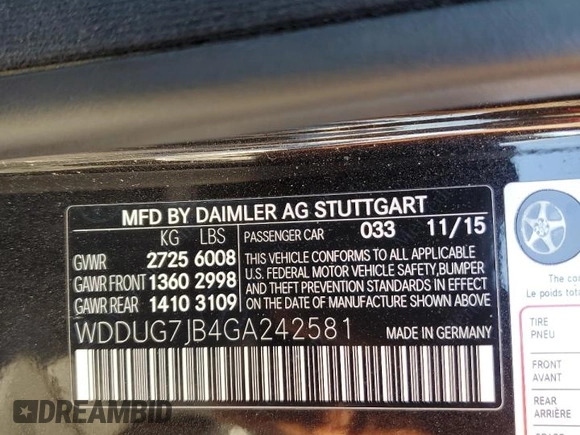 MFD BY DAIMLER AG STUTTGART
KG LBS PASSENGER CAR 033 11/15
GVWR 2725 6008 THIS VEHICLE CONFORMS TO ALL APPLICABLE
GAWR FRONT 1360 2998 U.S. FEDERAL MOTOR VEHICLE SAFETY,BUMPER
AND THEFT PREVENTION STANDARDS IN EFFECT
GAWR REAR 1410 3109 ON THE DATE OF MANUFACTURE SHOWN ABOVE.
WDDUG7JB4GA242581 MADE IN GERMANY
The co
Le poids tota
TIRE
PNEU
FRONT
AVANT
REAR
ARRIÈRE
DREAMBID